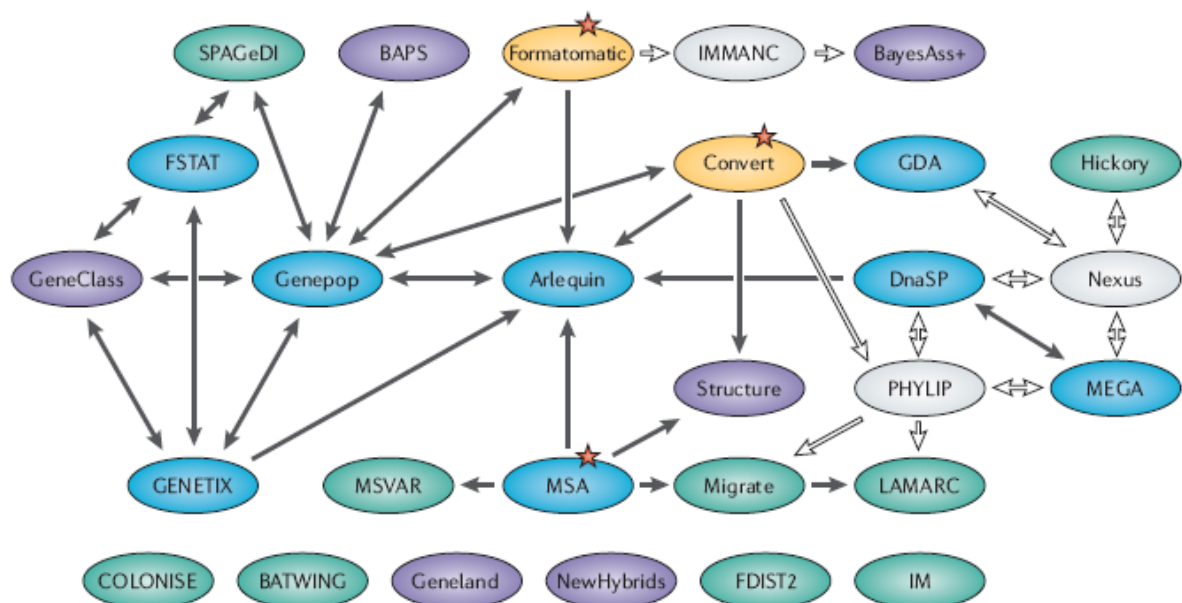 SPAGeDI
BAPS
Formatomatic
IMMANC
BayesAss+
FSTAT
Convert
GDA
Hickory
GeneClass
Genepop
Arlequin
DnaSP
Nexus
Structure
PHYLIP
MEGA
GENETIX
MSVAR
MSA
Migrate
LAMARC
COLONISE
BATWING
Geneland
NewHybrids
FDIST2
IM